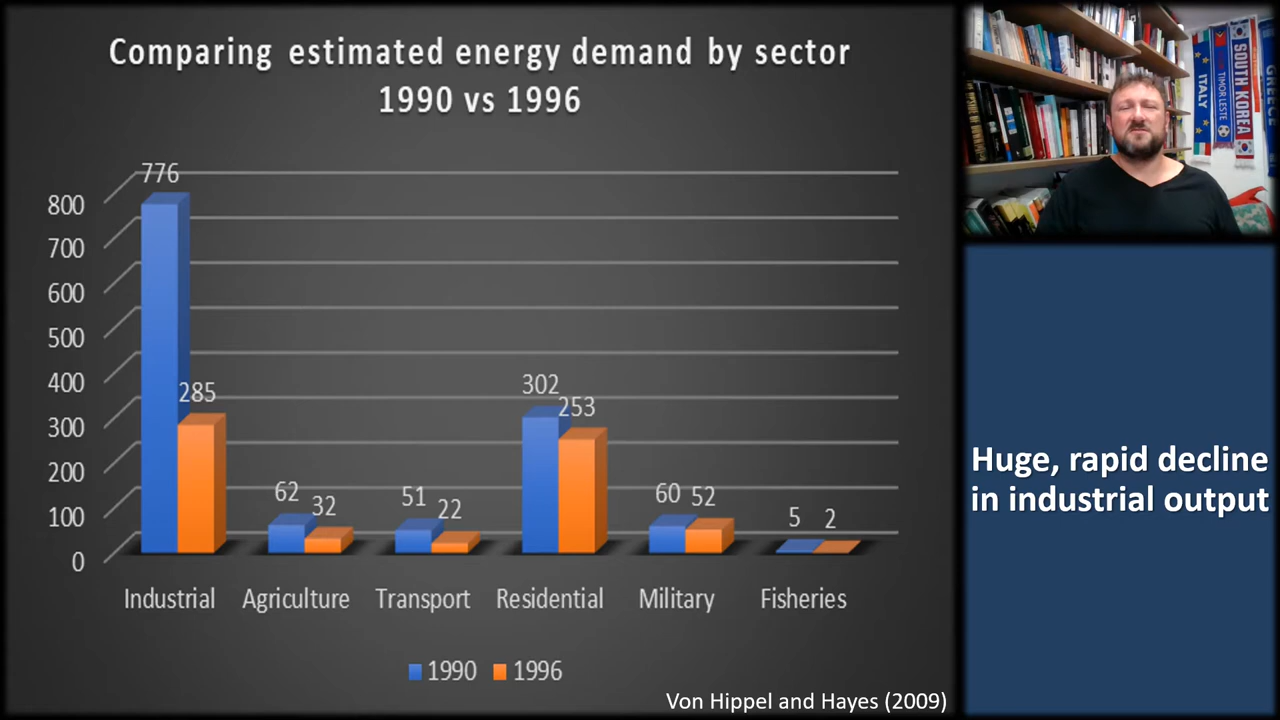 Comparing estimated energy demand by sector
1990 vs 1996
776
800
700
600
500
400
300
200
100
0
285
62
32
51
22
302
253
60
52
5
2
Industrial
Agriculture
Transport
Residential
Military
Fisheries
1990
1996
Von Hippel and Hayes (2009)
ITALY
TIMOR LESTE
SOUTH KOREA
GREECE
Huge, rapid decline
in industrial output